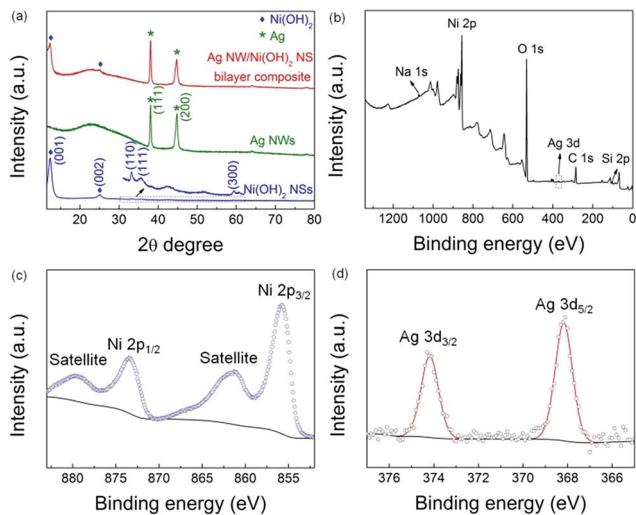 (a)
♦ Ni(OH)₂
* Ag
Ag NW/Ni(OH)₂ NS
bilayer composite
(111)
(200)
Ag NWs
(001)
(002)
(110)
(111)
(300)
Ni(OH)₂ NSs
Intensity (a.u.)
10 20 30 40 50 60 70 80
2θ degree
(b)
Ni 2p
O 1s
Na 1s
Ag 3d
C 1s
Si 2p
Intensity (a.u.)
1200 1000 800 600 400 200 0
Binding energy (eV)
(c)
Ni 2p₃/₂
Ni 2p₁/₂
Satellite
Satellite
Intensity (a.u.)
880 875 870 865 860 855
Binding energy (eV)
(d)
Ag 3d₅/₂
Ag 3d₃/₂
Intensity (a.u.)
376 374 372 370 368 366
Binding energy (eV)